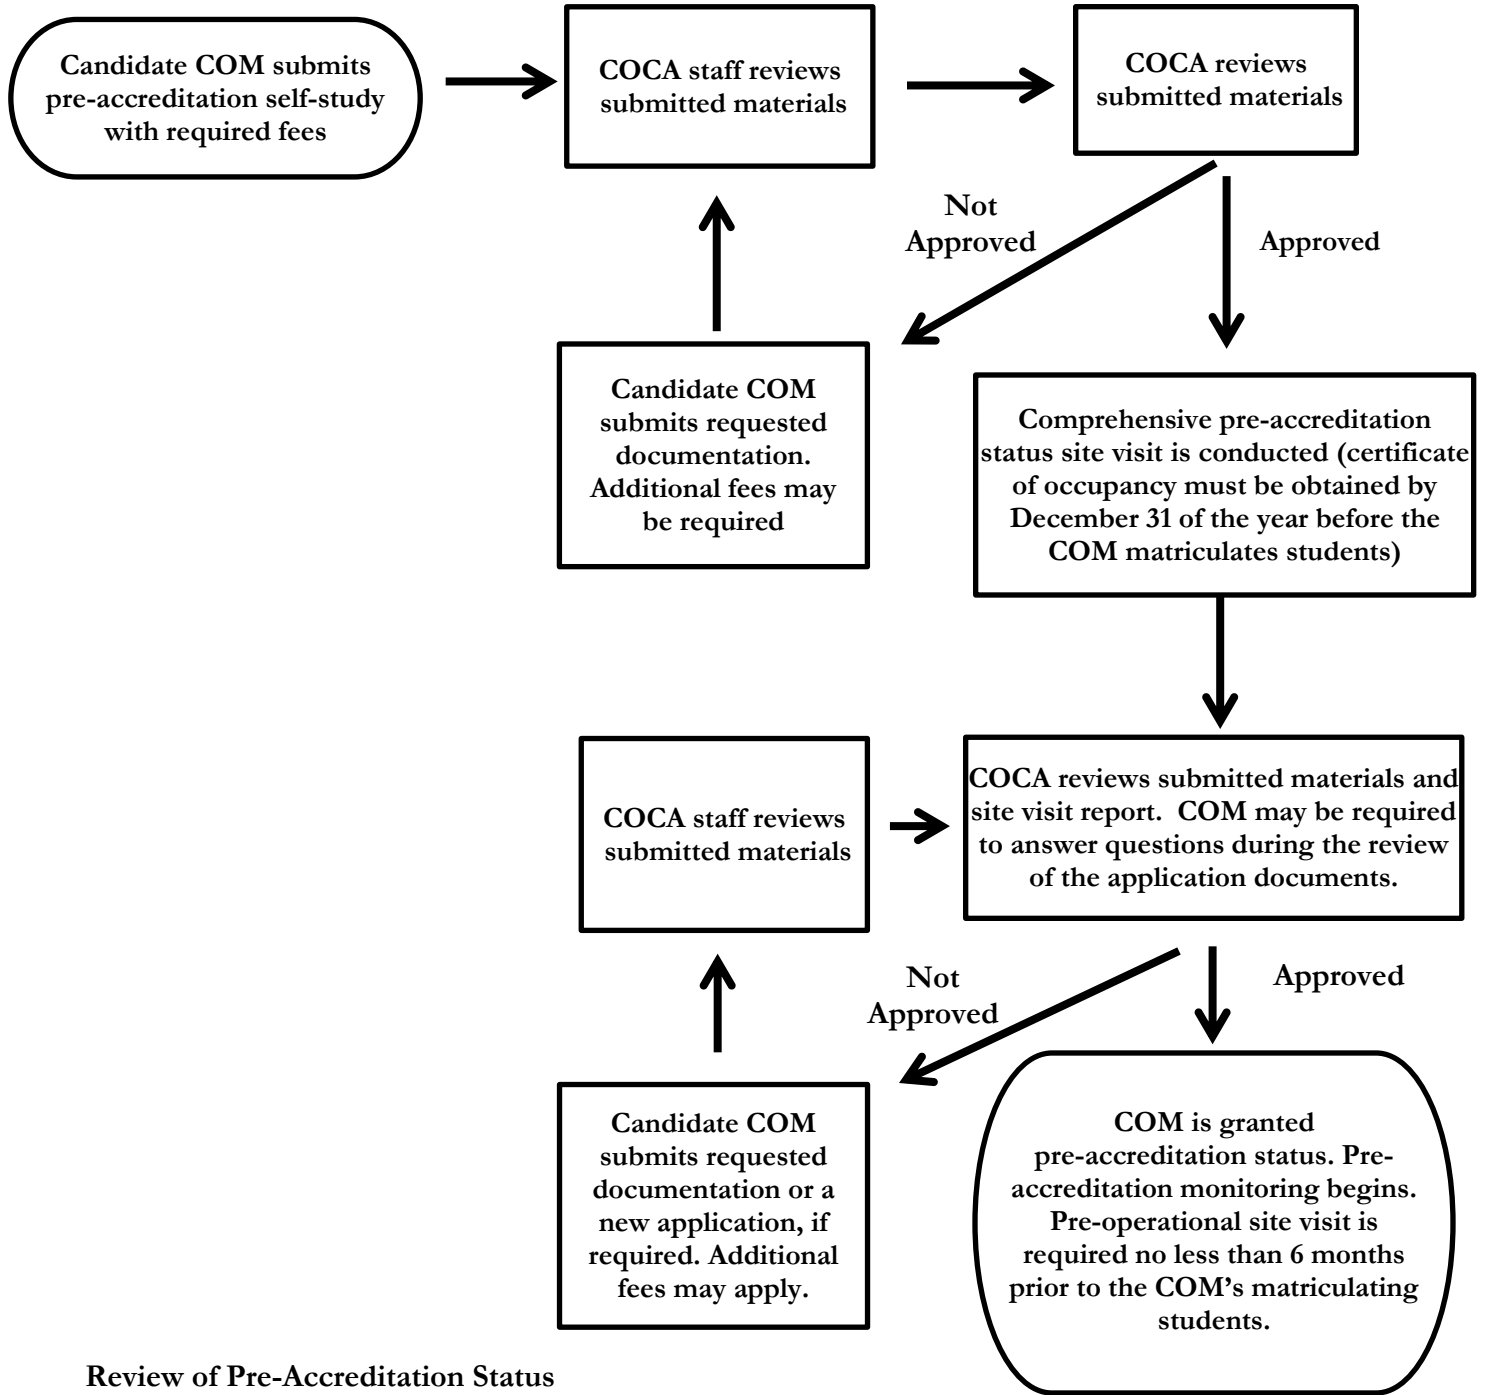 Candidate COM submits
pre-accreditation self-study
with required fees
COCA staff reviews
submitted materials
COCA reviews
submitted materials
Not
Approved
Approved
Candidate COM
submits requested
documentation.
Additional fees may
be required
Comprehensive pre-accreditation
status site visit is conducted (certificate
of occupancy must be obtained by
December 31 of the year before the
COM matriculates students)
COCA staff reviews
submitted materials
COCA reviews submitted materials and
site visit report.  COM may be required
to answer questions during the review
of the application documents.
Not
Approved
Approved
Candidate COM
submits requested
documentation or a
new application, if
required. Additional
fees may apply.
COM is granted
pre-accreditation status. Pre-
accreditation monitoring begins.
Pre-operational site visit is
required no less than 6 months
prior to the COM’s matriculating
students.
Review of Pre-Accreditation Status